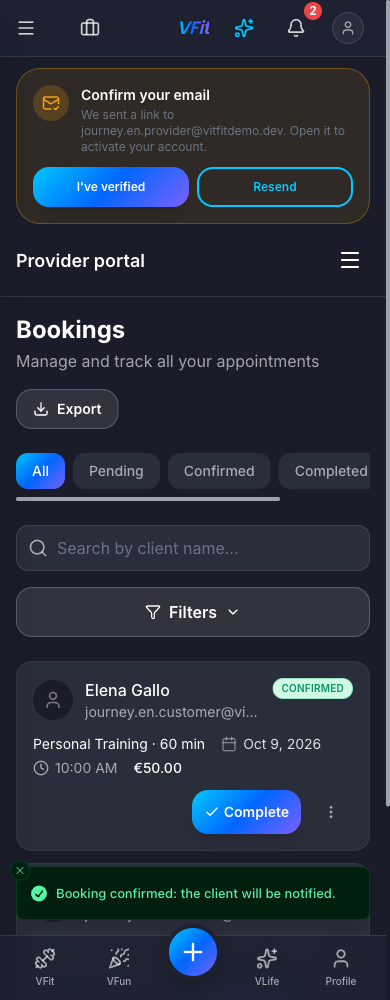 VFit
2
Confirm your email
We sent a link to
journey.en.provider@vitfitdemo.dev. Open it to
activate your account.
I've verified
Resend
Provider portal
Bookings
Manage and track all your appointments
Export
All
Pending
Confirmed
Completed
Search by client name...
Filters
Elena Gallo
CONFIRMED
journey.en.customer@vi...
Personal Training · 60 min
Oct 9, 2026
10:00 AM
€50.00
Complete
Booking confirmed: the client will be notified.
VFit
VFun
VLife
Profile